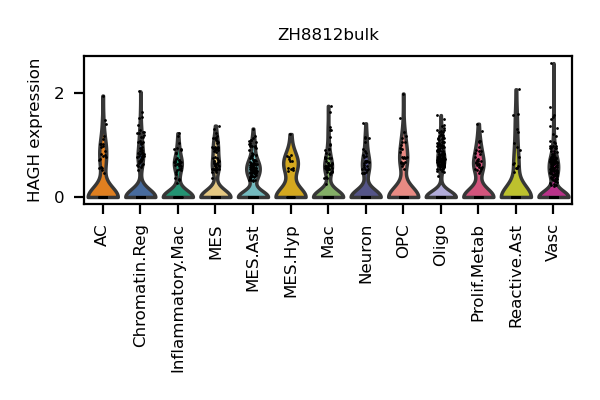 ZH8812bulk
HAGH expression
2
0
AC
Chromatin.Reg
Inflammatory.Mac
MES
MES.Ast
MES.Hyp
Mac
Neuron
OPC
Oligo
Prolif.Metab
Reactive.Ast
Vasc